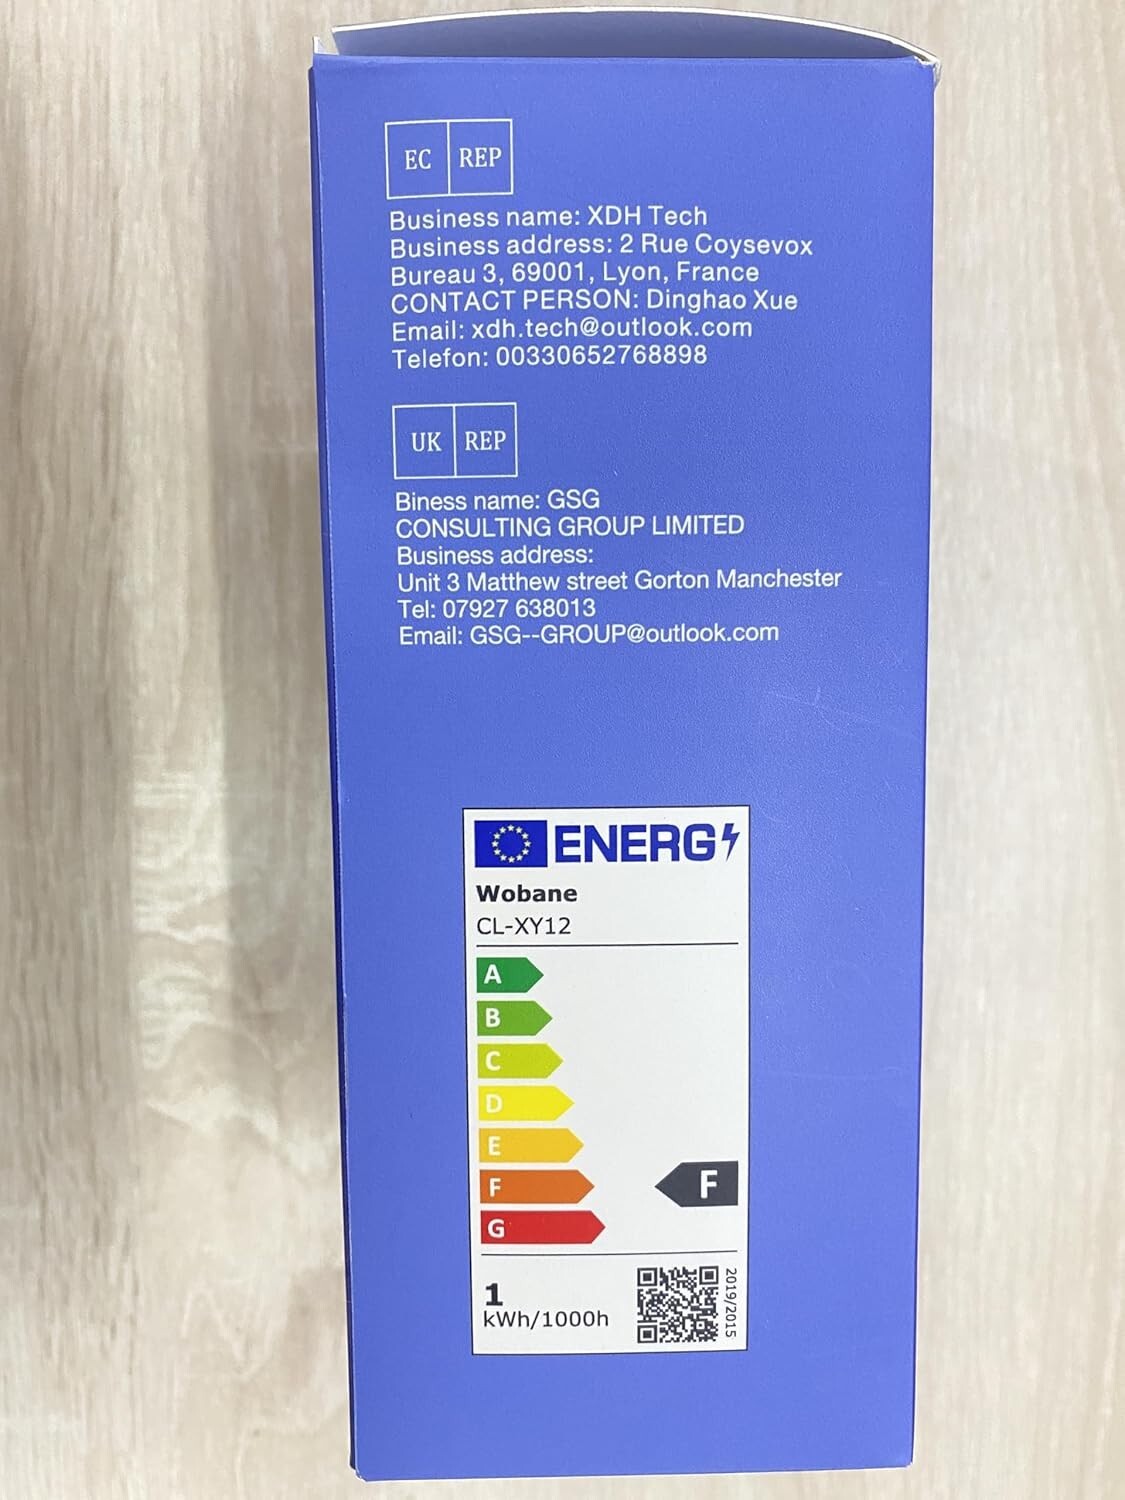 EC REP
Business name: XDH Tech
Business address: 2 Rue Coysevox
Bureau 3, 69001, Lyon, France
CONTACT PERSON: Dinghao Xue
Email: xdh.tech@outlook.com
Telefon: 00330652768898
UK REP
Biness name: GSG
CONSULTING GROUP LIMITED
Business address:
Unit 3 Matthew street Gorton Manchester
Tel: 07927 638013
Email: GSG--GROUP@outlook.com
ENERG
Wobane
CL-XY12
A
B
C
D
E
F
F
G
1
kWh/1000h
2019/2015